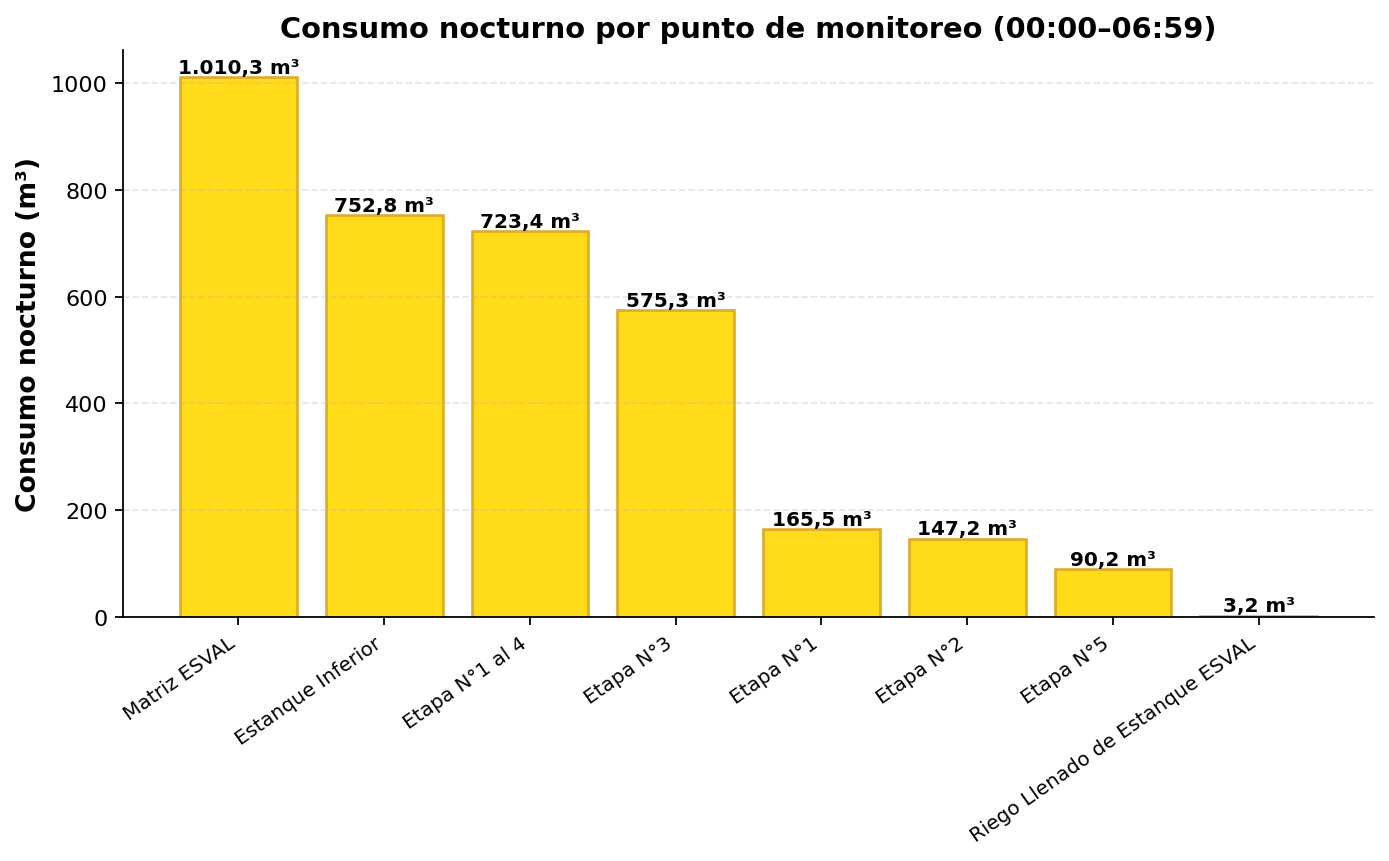 Consumo nocturno por punto de monitoreo (00:00–06:59)
Consumo nocturno (m³)
1000
800
600
400
200
0
1.010,3 m³
752,8 m³
723,4 m³
575,3 m³
165,5 m³
147,2 m³
90,2 m³
3,2 m³
Matriz ESVAL
Estanque Inferior
Etapa N°1 al 4
Etapa N°3
Etapa N°1
Etapa N°2
Etapa N°5
Riego Llenado de Estanque ESVAL